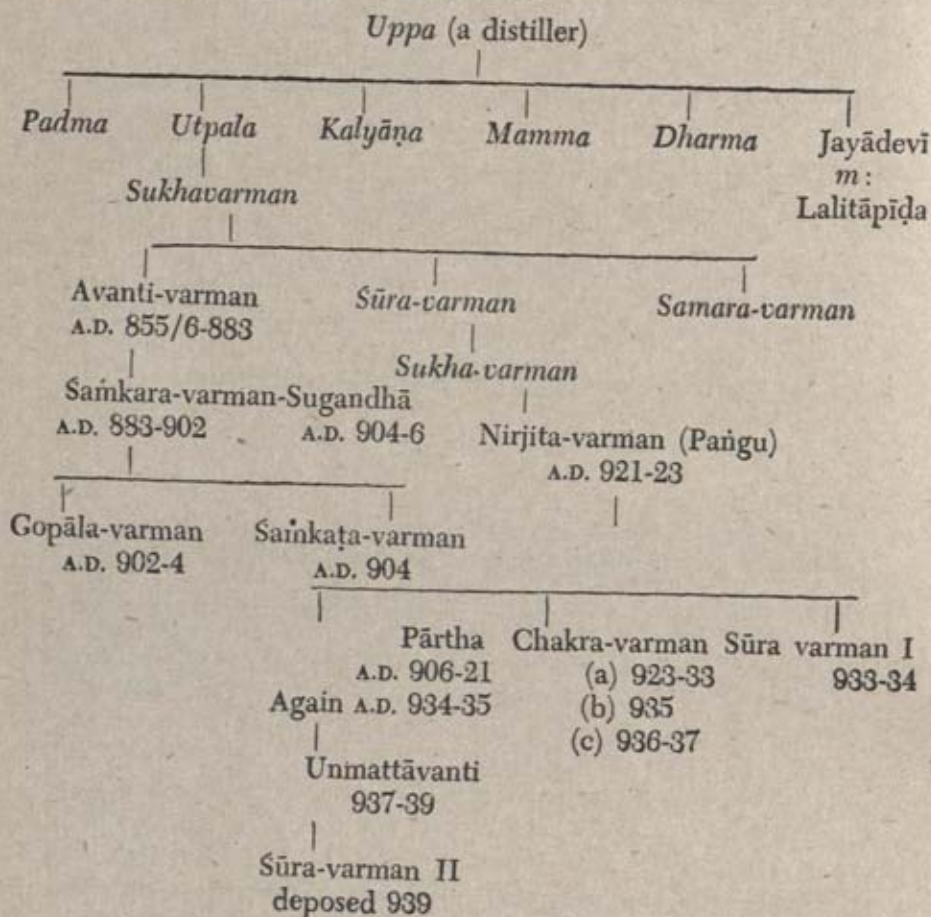 Uppa (a distiller)
Padma Utpala Kalyāṇa Mamma Dharma Jayādevī
m:
Lalitāpīḍa
Sukhavarman
Avanti-varman Śūra-varman Samara-varman
A.D. 855/6-883
Sukha-varman
Śaṁkara-varman-Sugandhā
A.D. 883-902 A.D. 904-6 Nirjita-varman (Paṅgu)
A.D. 921-23
Gopāla-varman Śaṁkaṭa-varman
A.D. 902-4 A.D. 904
Pārtha Chakra-varman Śūra varman I
A.D. 906-21 (a) 923-33 933-34
Again A.D. 934-35 (b) 935
(c) 936-37
Unmattāvanti
937-39
Śūra-varman II
deposed 939